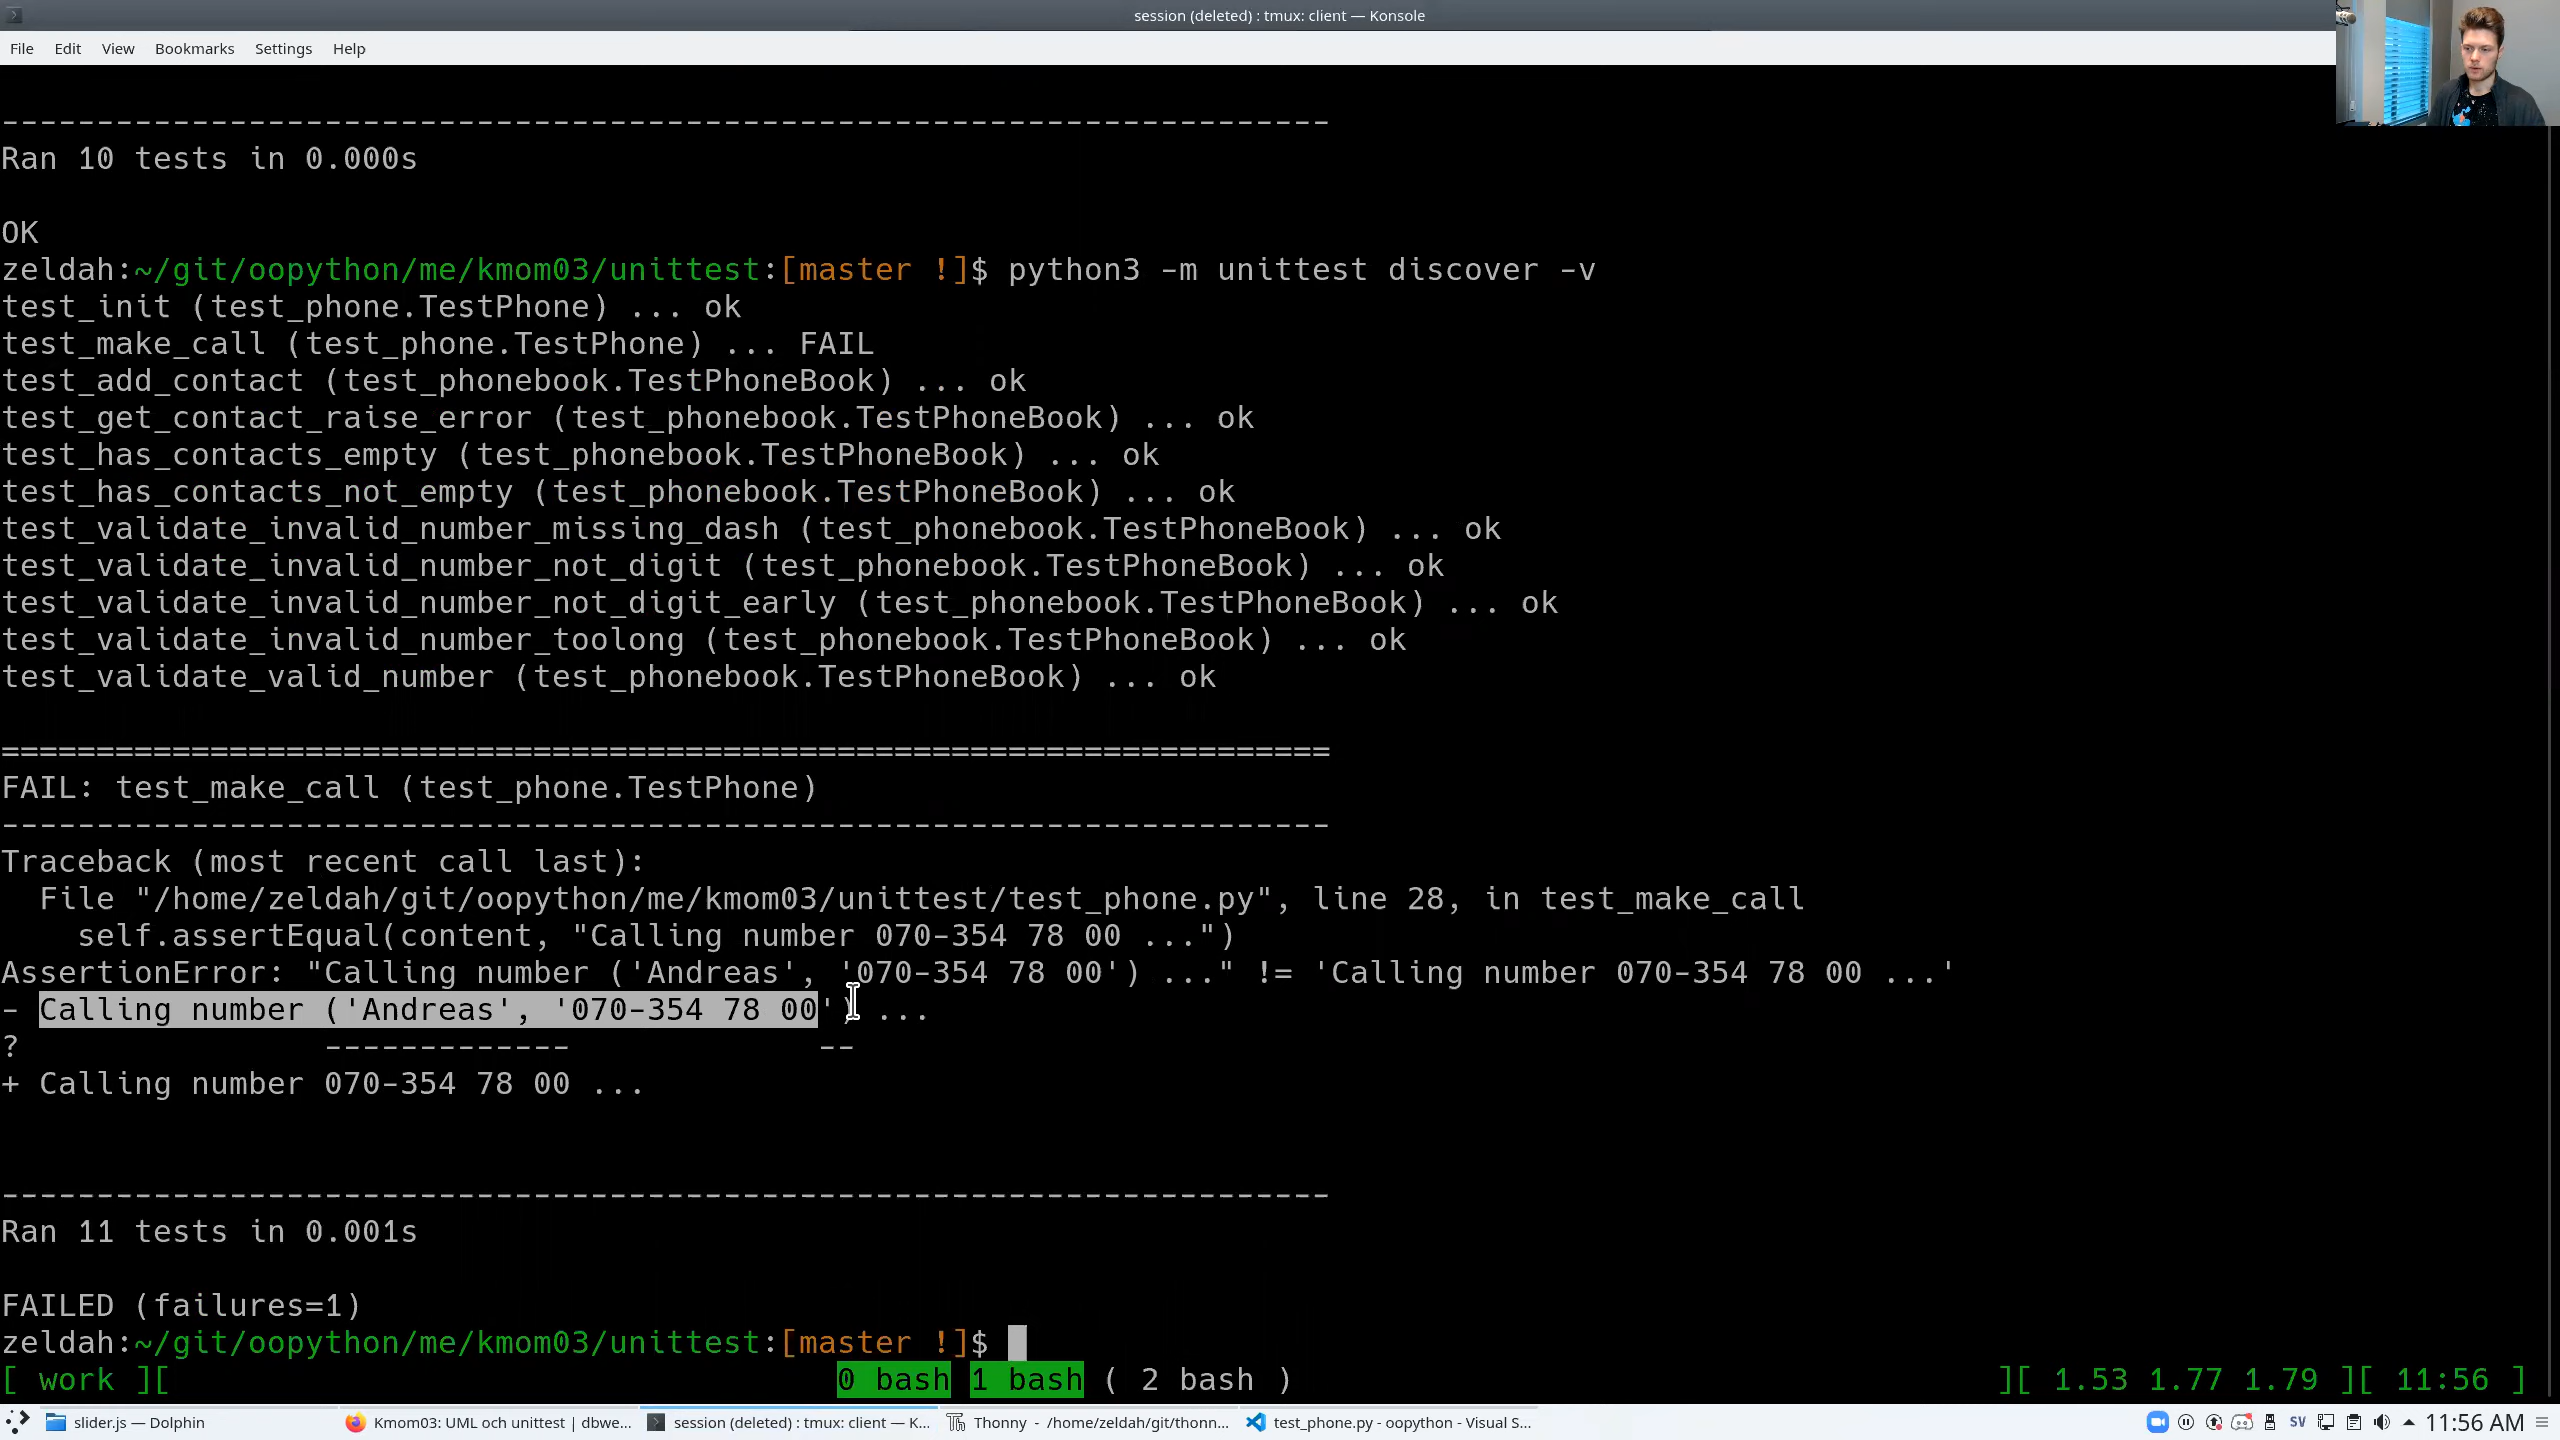 session (deleted) : tmux: client — Konsole
File Edit View Bookmarks Settings Help
----------------------------------------------------------------------
Ran 10 tests in 0.000s
OK
zeldah:~/git/oopython/me/kmom03/unittest:[master !]$ python3 -m unittest discover -v
test_init (test_phone.TestPhone) ... ok
test_make_call (test_phone.TestPhone) ... FAIL
test_add_contact (test_phonebook.TestPhoneBook) ... ok
test_get_contact_raise_error (test_phonebook.TestPhoneBook) ... ok
test_has_contacts_empty (test_phonebook.TestPhoneBook) ... ok
test_has_contacts_not_empty (test_phonebook.TestPhoneBook) ... ok
test_validate_invalid_number_missing_dash (test_phonebook.TestPhoneBook) ... ok
test_validate_invalid_number_not_digit (test_phonebook.TestPhoneBook) ... ok
test_validate_invalid_number_not_digit_early (test_phonebook.TestPhoneBook) ... ok
test_validate_invalid_number_toolong (test_phonebook.TestPhoneBook) ... ok
test_validate_valid_number (test_phonebook.TestPhoneBook) ... ok
======================================================================
FAIL: test_make_call (test_phone.TestPhone)
----------------------------------------------------------------------
Traceback (most recent call last):
  File "/home/zeldah/git/oopython/me/kmom03/unittest/test_phone.py", line 28, in test_make_call
    self.assertEqual(content, "Calling number 070-354 78 00 ...")
AssertionError: "Calling number ('Andreas', '070-354 78 00') ..." != 'Calling number 070-354 78 00 ...'
- Calling number ('Andreas', '070-354 78 00') ...
?                -------------             --
+ Calling number 070-354 78 00 ...
----------------------------------------------------------------------
Ran 11 tests in 0.001s
FAILED (failures=1)
zeldah:~/git/oopython/me/kmom03/unittest:[master !]$
[ work ][ 0 bash 1 bash ( 2 bash ) ][ 1.53 1.77 1.79 ][ 11:56 ]
slider.js — Dolphin Kmom03: UML och unittest | dbwe... session (deleted) : tmux: client — K... Thonny - /home/zeldah/git/thonn... test_phone.py - oopython - Visual S... SV 11:56 AM